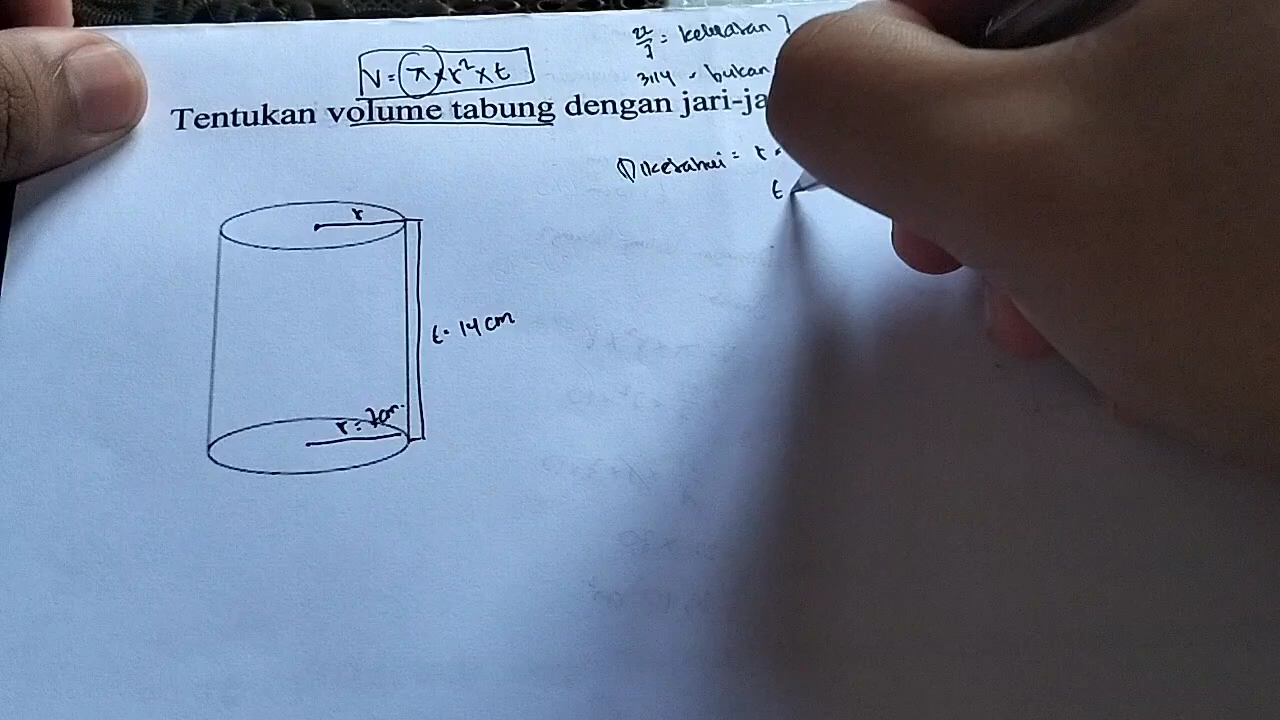 22/7 = kelipatan 7
V = π x r² x t
3,14 = bukan
Tentukan volume tabung dengan jari-ja
Diketahui = r =
t
r
t = 14 cm
r = 7cm